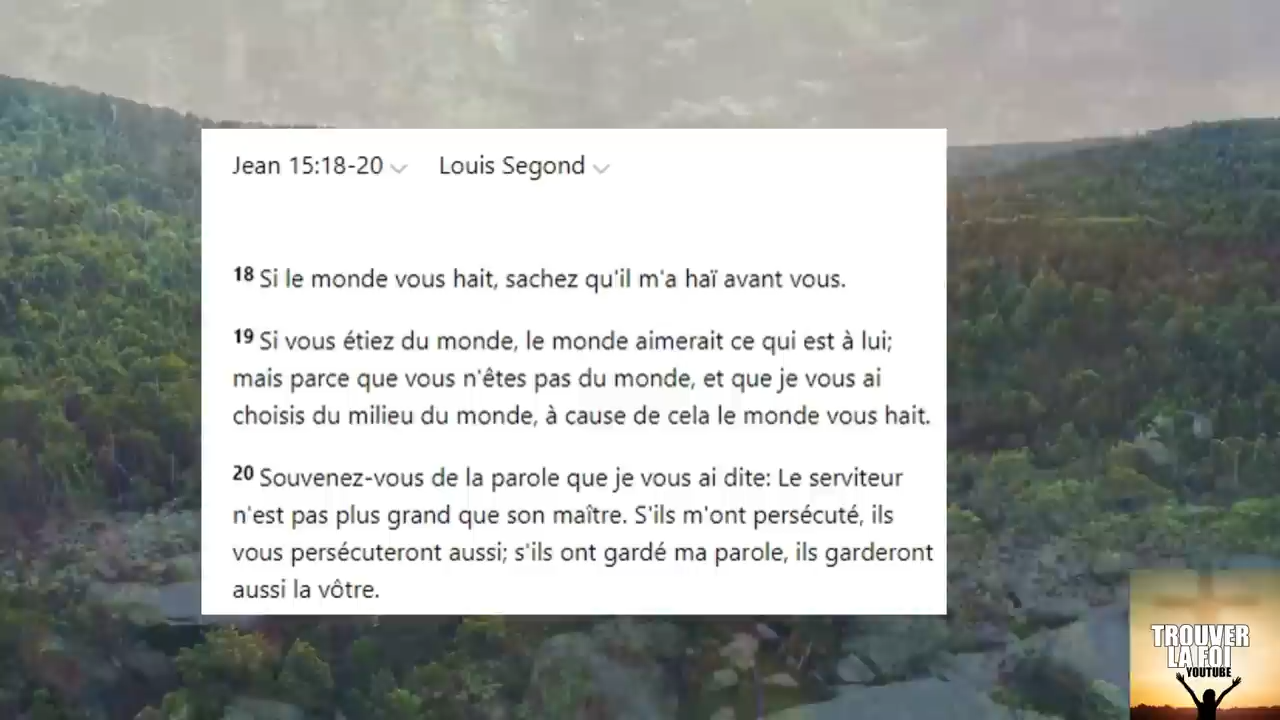 Jean 15:18-20 Louis Segond
18 Si le monde vous hait, sachez qu'il m'a haï avant vous.
19 Si vous étiez du monde, le monde aimerait ce qui est à lui;
mais parce que vous n'êtes pas du monde, et que je vous ai
choisis du milieu du monde, à cause de cela le monde vous hait.
20 Souvenez-vous de la parole que je vous ai dite: Le serviteur
n'est pas plus grand que son maître. S'ils m'ont persécuté, ils
vous persécuteront aussi; s'ils ont gardé ma parole, ils garderont
aussi la vôtre.
TROUVER
LA FOI
YOUTUBE